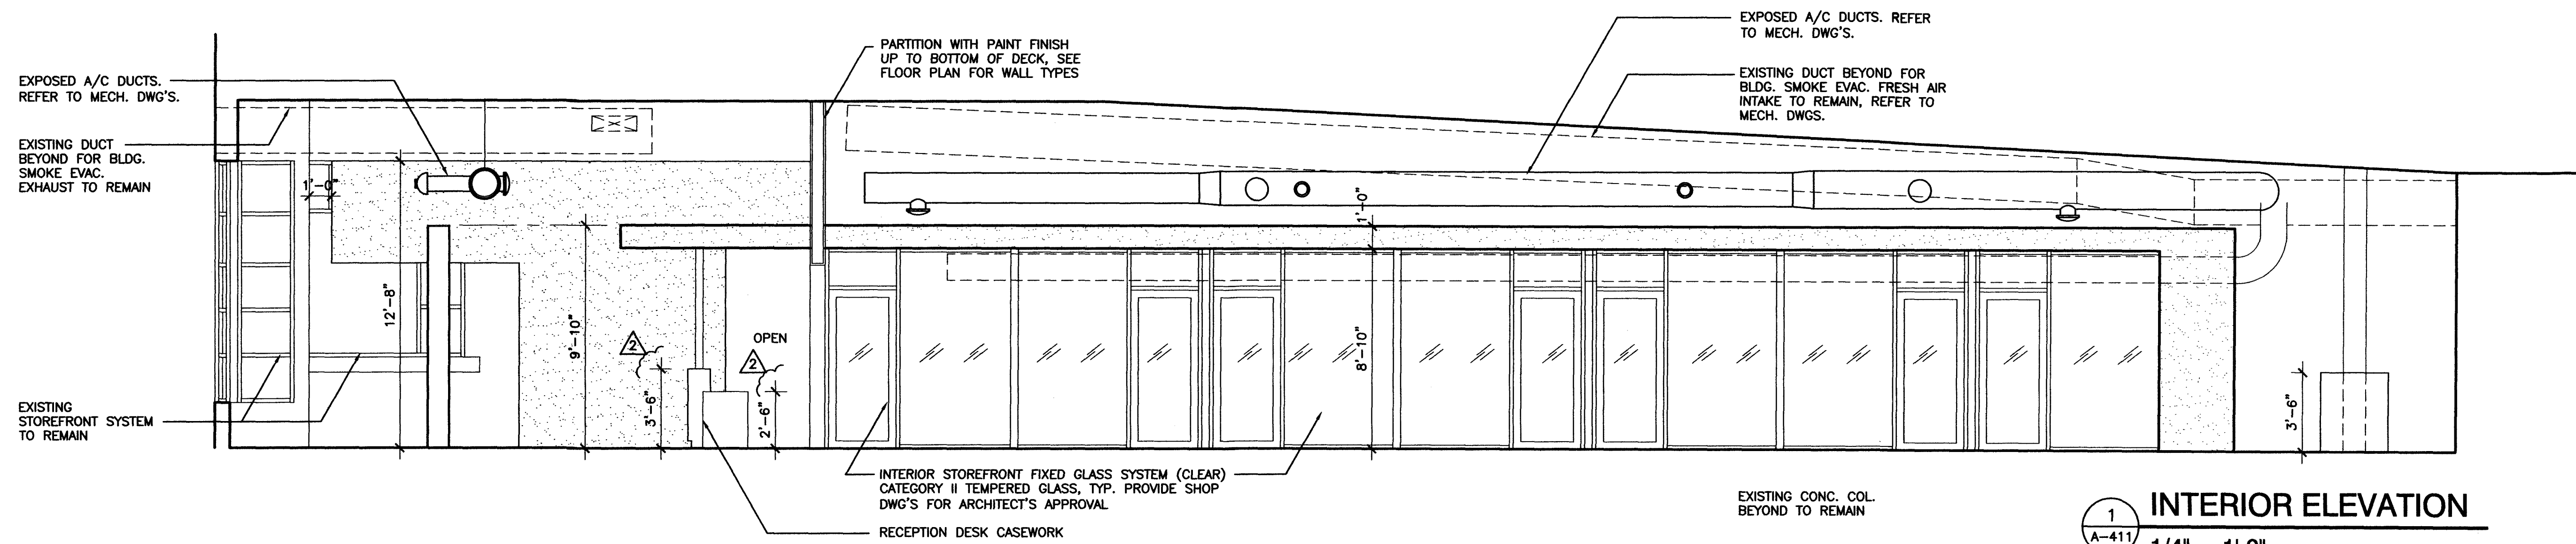 EXPOSED A/C DUCTS. REFER
TO MECH. DWG'S.
PARTITION WITH PAINT FINISH
UP TO BOTTOM OF DECK, SEE
FLOOR PLAN FOR WALL TYPES
EXPOSED A/C DUCTS.
REFER TO MECH. DWG'S.
EXISTING DUCT BEYOND FOR
BLDG. SMOKE EVAC. FRESH AIR
INTAKE TO REMAIN, REFER TO
MECH. DWGS.
EXISTING DUCT
BEYOND FOR BLDG.
SMOKE EVAC.
EXHAUST TO REMAIN
1'-0"
1'-0"
12'-8"
9'-10"
2
OPEN
2
3'-6"
2'-6"
8'-10"
3'-6"
EXISTING
STOREFRONT SYSTEM
TO REMAIN
INTERIOR STOREFRONT FIXED GLASS SYSTEM (CLEAR)
CATEGORY II TEMPERED GLASS, TYP. PROVIDE SHOP
DWG'S FOR ARCHITECT'S APPROVAL
RECEPTION DESK CASEWORK
EXISTING CONC. COL.
BEYOND TO REMAIN
1
A-411
INTERIOR ELEVATION